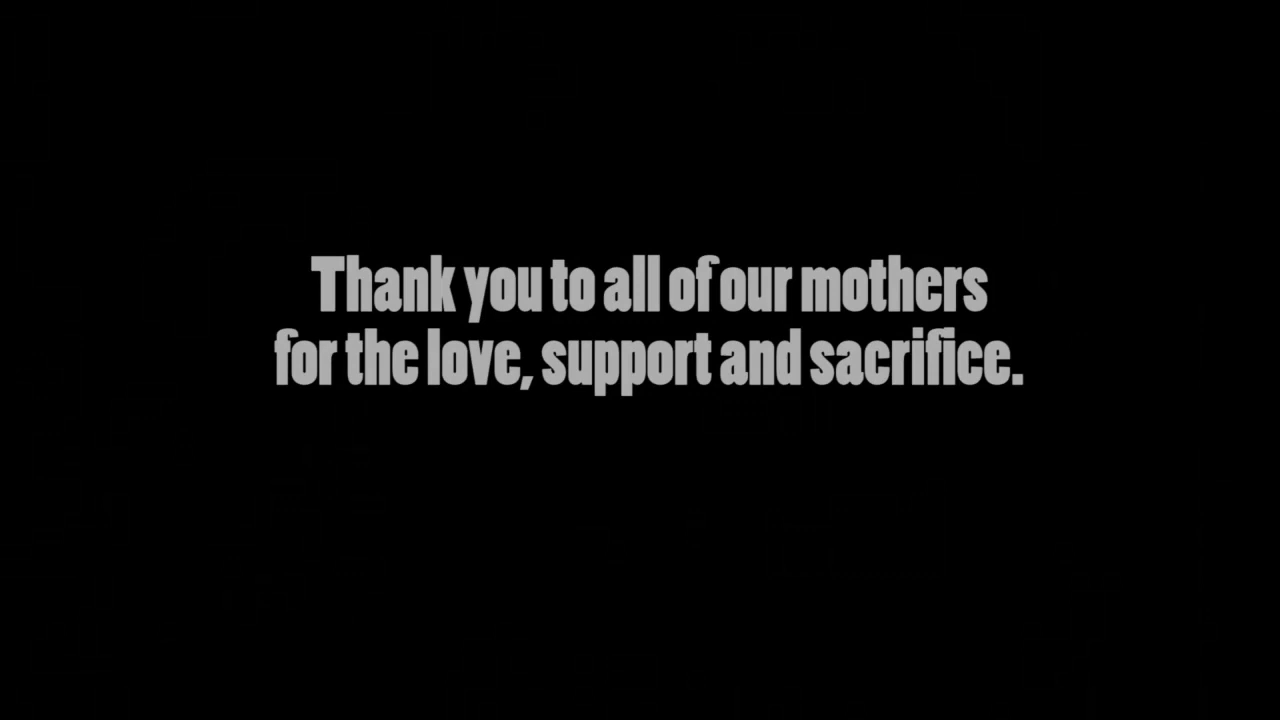 Thank you to all of our mothers
for the love, support and sacrifice.